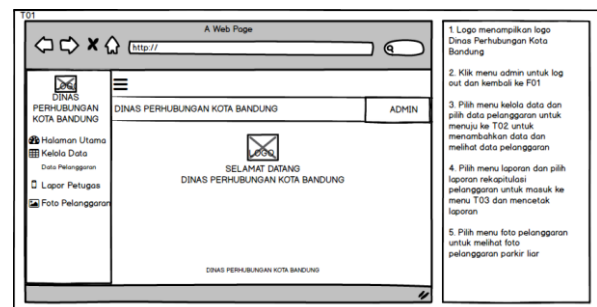 T01
A Web Page
http://
LOGO
DINAS
PERHUBUNGAN
KOTA BANDUNG
Halaman Utama
Kelola Data
Data Pelanggaran
Lapor Petugas
Foto Pelanggaran
DINAS PERHUBUNGAN KOTA BANDUNG
ADMIN
LOGO
SELAMAT DATANG
DINAS PERHUBUNGAN KOTA BANDUNG
DINAS PERHUBUNGAN KOTA BANDUNG
1. Logo menampilkan logo
Dinas Perhubungan Kota
Bandung
2. Klik menu admin untuk log
out dan kembali ke F01
3. Pilih menu kelola data dan
pilih data pelanggaran untuk
menuju ke T02 untuk
menambahkan data dan
melihat data pelanggaran
4. Pilih menu laporan dan pilih
laporan rekapitulasi
pelanggaran untuk masuk ke
menu T03 dan mencetak
laporan
5. Pilih menu foto pelanggaran
untuk melihat foto
pelanggaran parkir liar